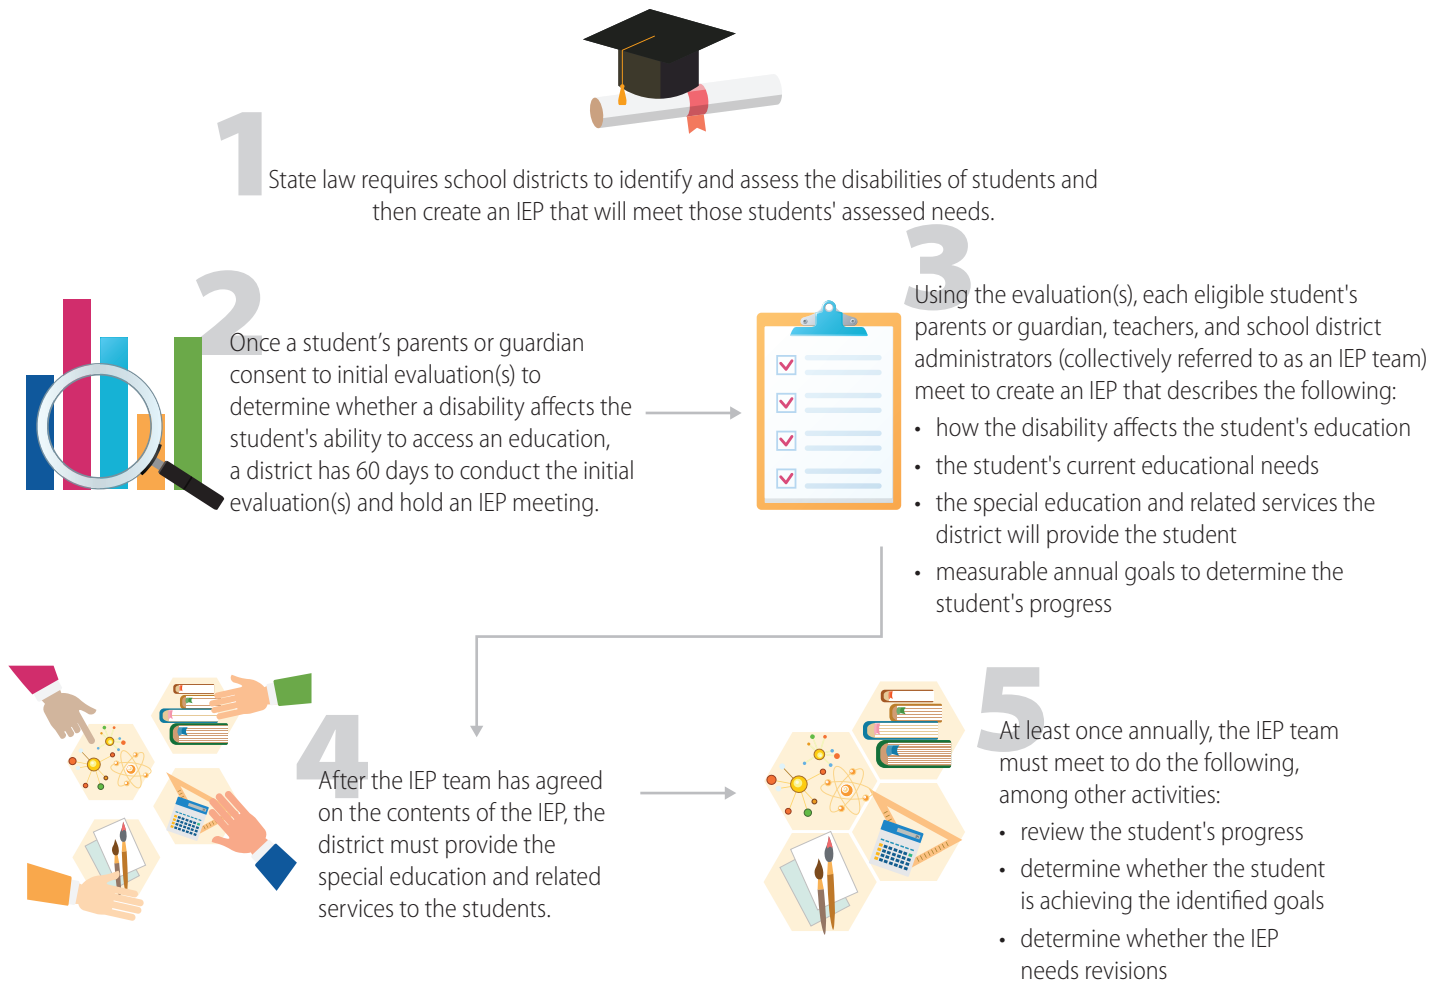 1
State law requires school districts to identify and assess the disabilities of students and
then create an IEP that will meet those students' assessed needs.
2
Once a student’s parents or guardian
consent to initial evaluation(s) to
determine whether a disability affects the
student's ability to access an education,
a district has 60 days to conduct the initial
evaluation(s) and hold an IEP meeting.
3
Using the evaluation(s), each eligible student's
parents or guardian, teachers, and school district
administrators (collectively referred to as an IEP team)
meet to create an IEP that describes the following:
• how the disability affects the student's education
• the student's current educational needs
• the special education and related services the
district will provide the student
• measurable annual goals to determine the
student's progress
4
After the IEP team has agreed
on the contents of the IEP, the
district must provide the
special education and related
services to the students.
5
At least once annually, the IEP team
must meet to do the following,
among other activities:
• review the student's progress
• determine whether the student
is achieving the identified goals
• determine whether the IEP
needs revisions